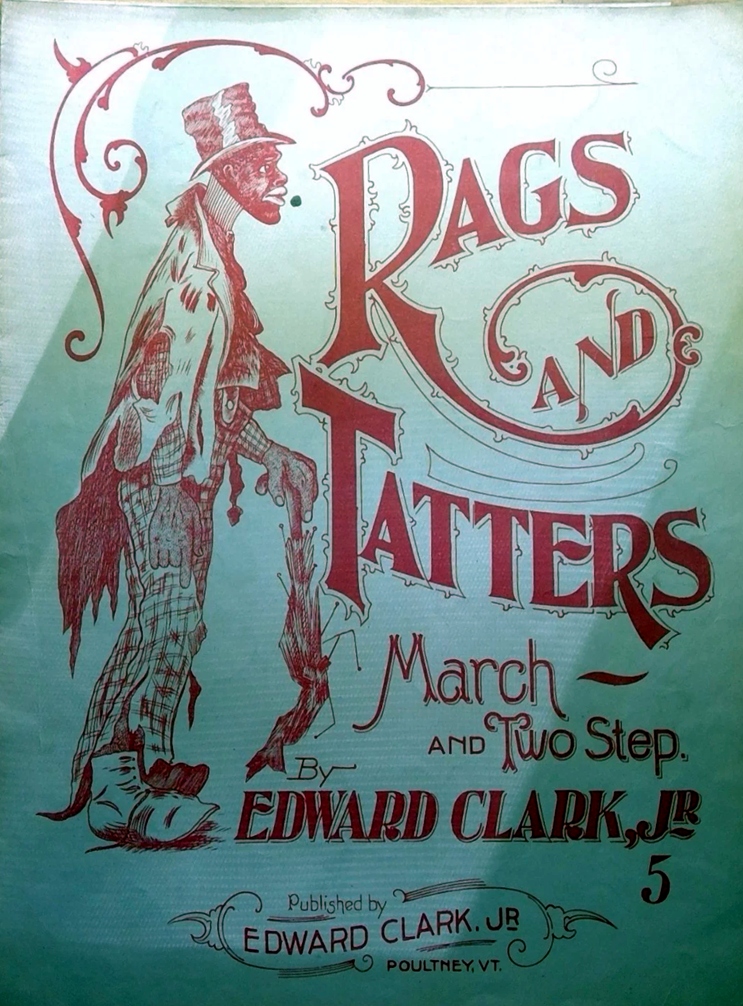 RAGS
AND
TATTERS
March
AND Two Step.
By
EDWARD CLARK, JR
5
Published by
EDWARD CLARK. JR
POULTNEY, VT.